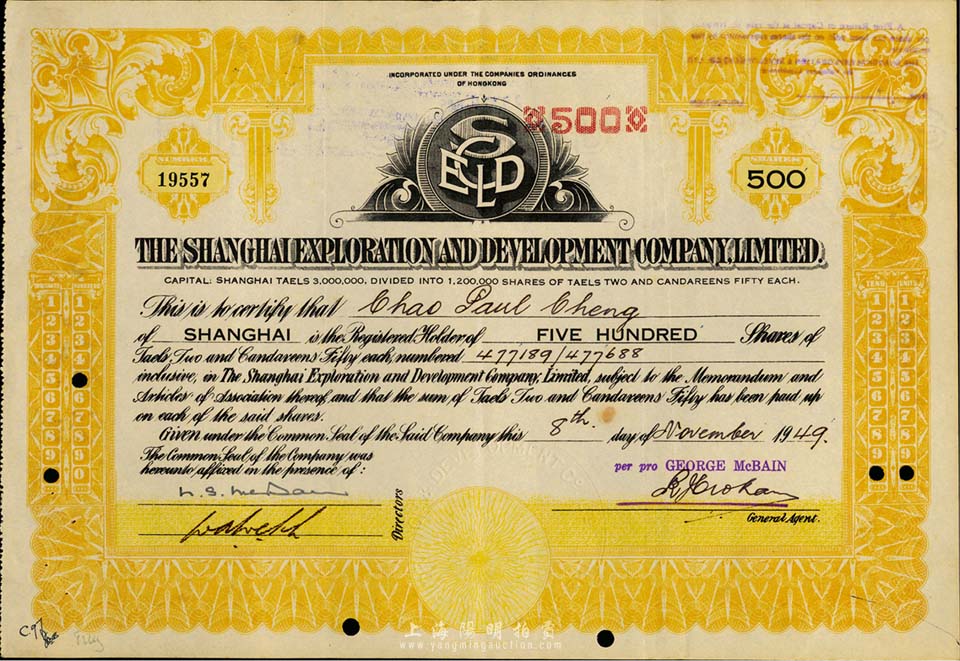 INCORPORATED UNDER THE COMPANIES ORDINANCES
OF HONGKONG
500
NUMBER
19557
SEDL
SHARES
500
THE SHANGHAI EXPLORATION AND DEVELOPMENT COMPANY, LIMITED.
CAPITAL: SHANGHAI TAELS 3,000,000, DIVIDED INTO 1,200,000 SHARES OF TAELS TWO AND CANDAREENS FIFTY EACH.
This is to certify that Chao Paul Cheng
of SHANGHAI is the Registered Holder of FIVE HUNDRED Shares of
Taels Two and Candareens Fifty each, numbered 477189/477688
inclusive, in The Shanghai Exploration and Development Company, Limited, subject to the Memorandum and
Articles of Association thereof, and that the sum of Taels Two and Candareens Fifty has been paid up
on each of the said shares.
Given under the Common Seal of the Said Company this 8th. day of November 1949.
The Common Seal of the Company was
hereunto affixed in the presence of:
per pro GEORGE McBAIN
Directors
General Agent.
TENS
UNITS
1 1
2 2
3 3
4 4
5 5
6 6
7 7
8 8
9 9
0 0
上海陽明拍賣
www.yangmingauction.com